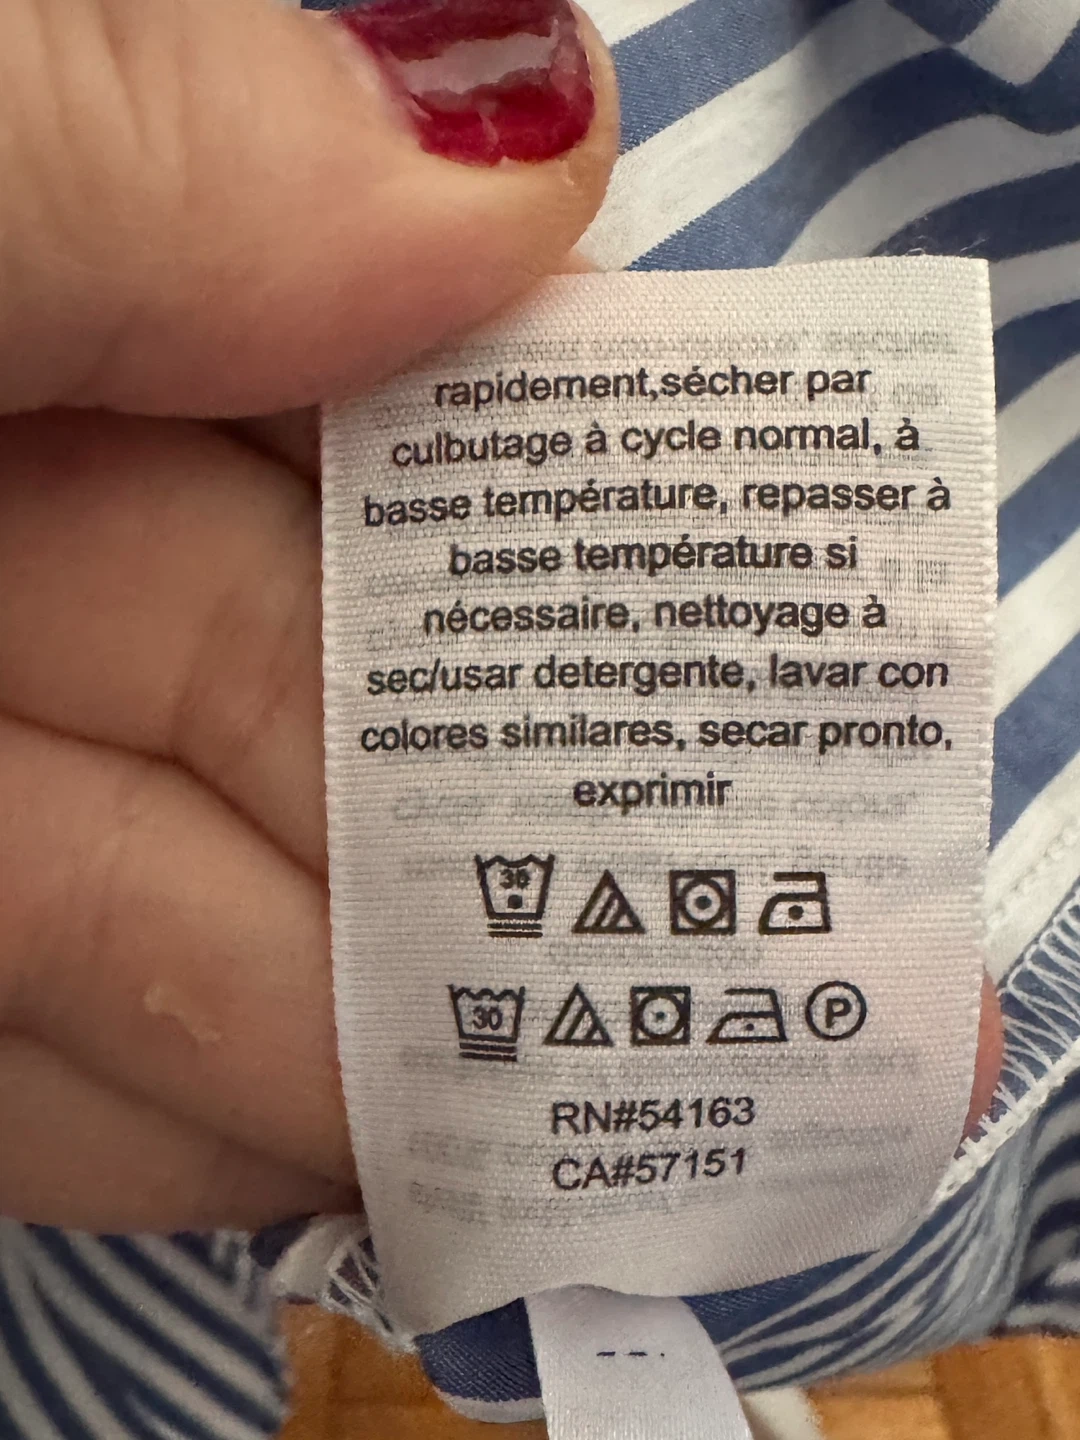 rapidement,sécher par
culbutage à cycle normal, à
basse température, repasser à
basse température si
nécessaire, nettoyage à
sec/usar detergente, lavar con
colores similares, secar pronto,
exprimir
30
30
P
RN#54163
CA#57151